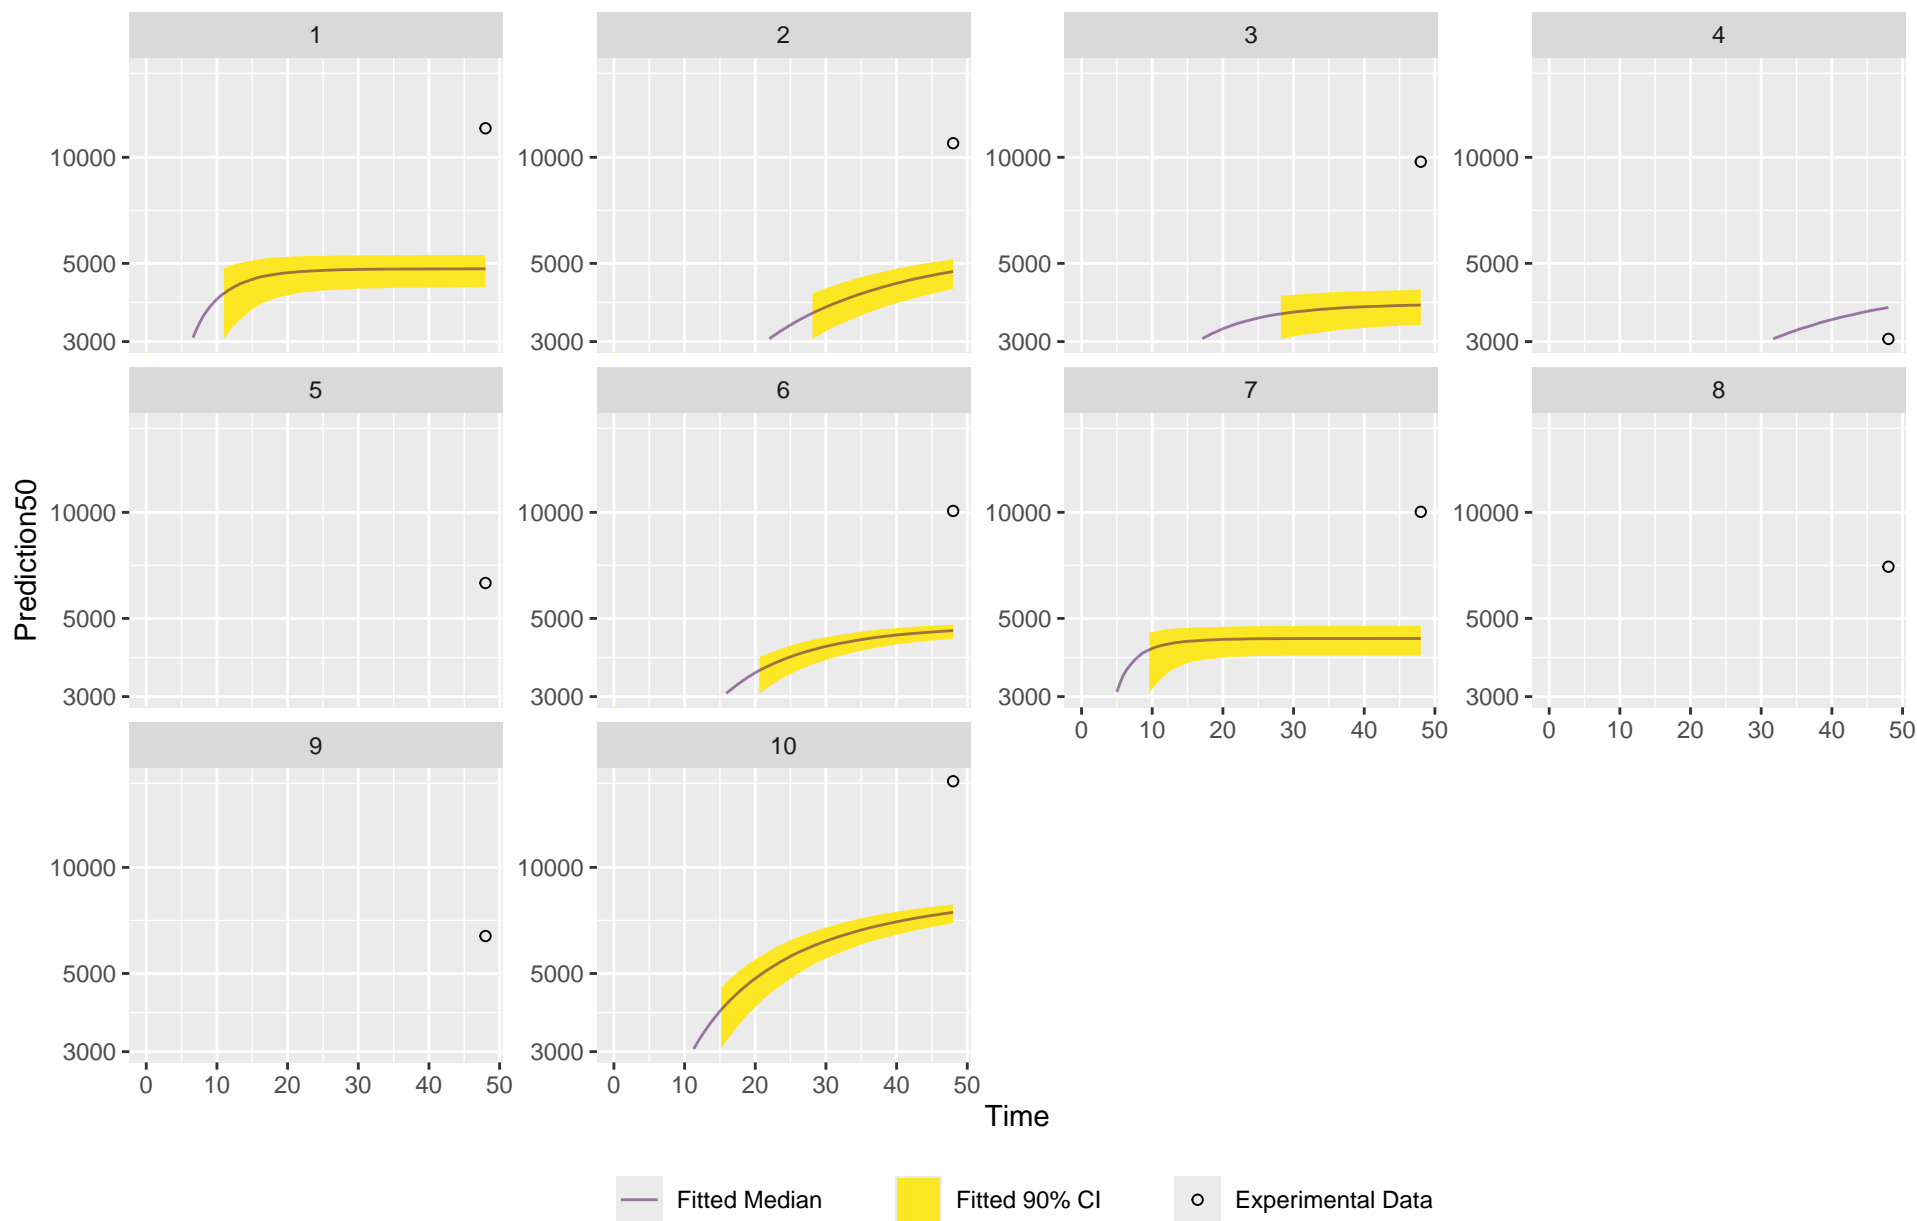 1 2 3 4
10000 10000 10000 10000
5000 5000 5000 5000
3000 3000 3000 3000
5 6 7 8
Prediction50
10000 10000 10000 10000
5000 5000 5000 5000
3000 3000 3000 3000
0 10 20 30 40 50 0 10 20 30 40 50
9 10
10000 10000
5000 5000
3000 3000
0 10 20 30 40 50 0 10 20 30 40 50
Time
Fitted Median Fitted 90% CI Experimental Data